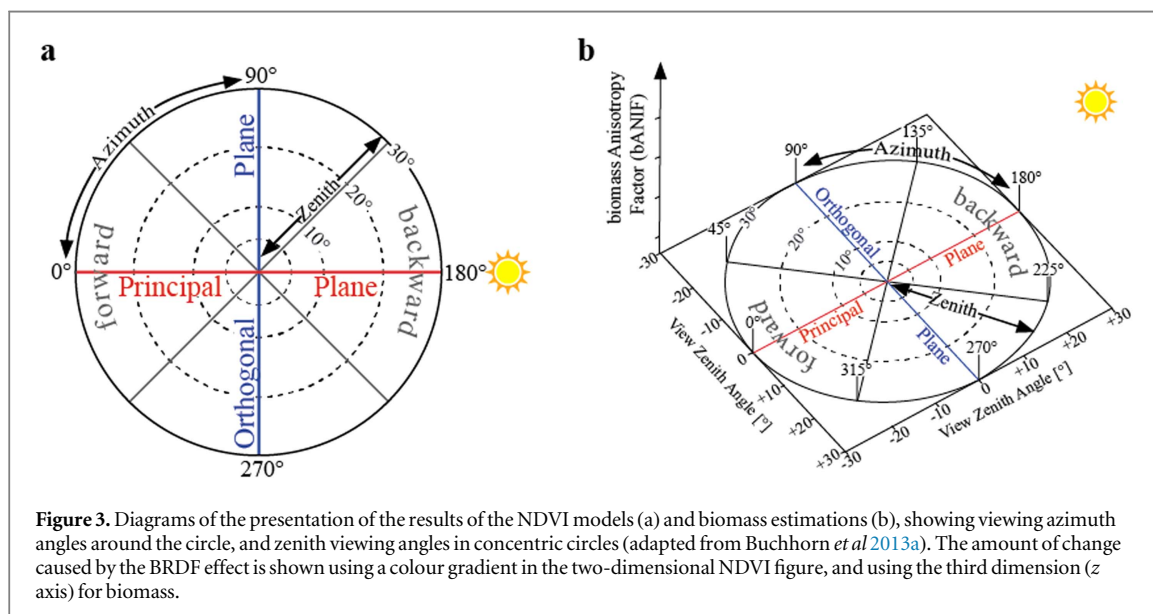 a
90°
Azimuth
Plane
30°
Zenith
20°
10°
forward
backward
0°
180°
Principal
Plane
Orthogonal
270°
b
biomass Anisotropy
Factor (bANIF)
135°
90°
Azimuth
180°
Orthogonal
backward
45°
30°
20°
Plane
10°
225°
-30
-20
Zenith
-10
0°
Principal
forward
+30
0
270°
+20
315°
Plane
+10
View Zenith Angle [°]
+10
0
-10
View Zenith Angle [°]
+20
-20
+30
-30
Figure 3. Diagrams of the presentation of the results of the NDVI models (a) and biomass estimations (b), showing viewing azimuth
angles around the circle, and zenith viewing angles in concentric circles (adapted from Buchhorn et al 2013a). The amount of change
caused by the BRDF effect is shown using a colour gradient in the two-dimensional NDVI figure, and using the third dimension (z
axis) for biomass.